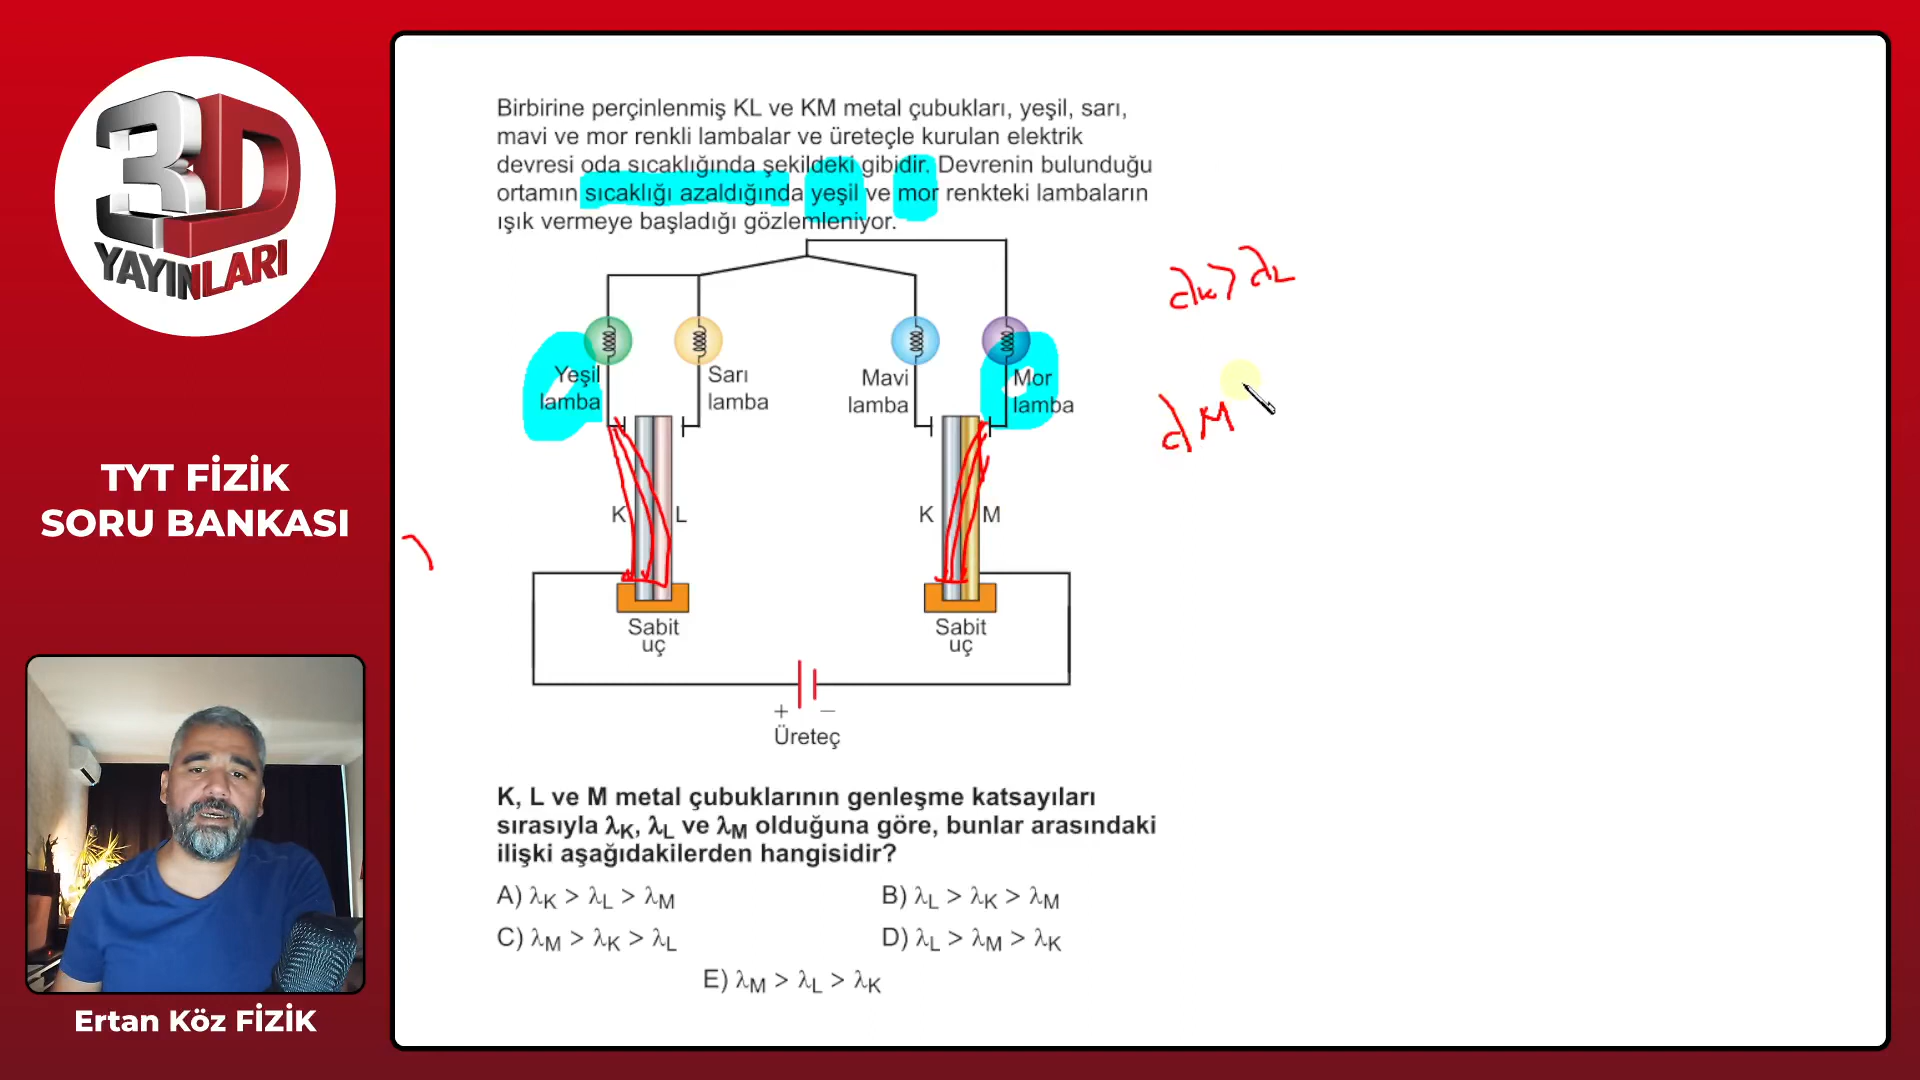 3D
YAYINLARI
TYT FİZİK
SORU BANKASI
Ertan Köz FİZİK
Birbirine perçinlenmiş KL ve KM metal çubukları, yeşil, sarı,
mavi ve mor renkli lambalar ve üreteçle kurulan elektrik
devresi oda sıcaklığında şekildeki gibidir. Devrenin bulunduğu
ortamın sıcaklığı azaldığında yeşil ve mor renkteki lambaların
ışık vermeye başladığı gözlemleniyor.
Yeşil
lamba
Sarı
lamba
Mavi
lamba
Mor
lamba
K
L
K
M
Sabit
uç
Sabit
uç
+
−
Üreteç
λK > λL
λM
K, L ve M metal çubuklarının genleşme katsayıları
sırasıyla λK, λL ve λM olduğuna göre, bunlar arasındaki
ilişki aşağıdakilerden hangisidir?
A) λK > λL > λM
B) λL > λK > λM
C) λM > λK > λL
D) λL > λM > λK
E) λM > λL > λK